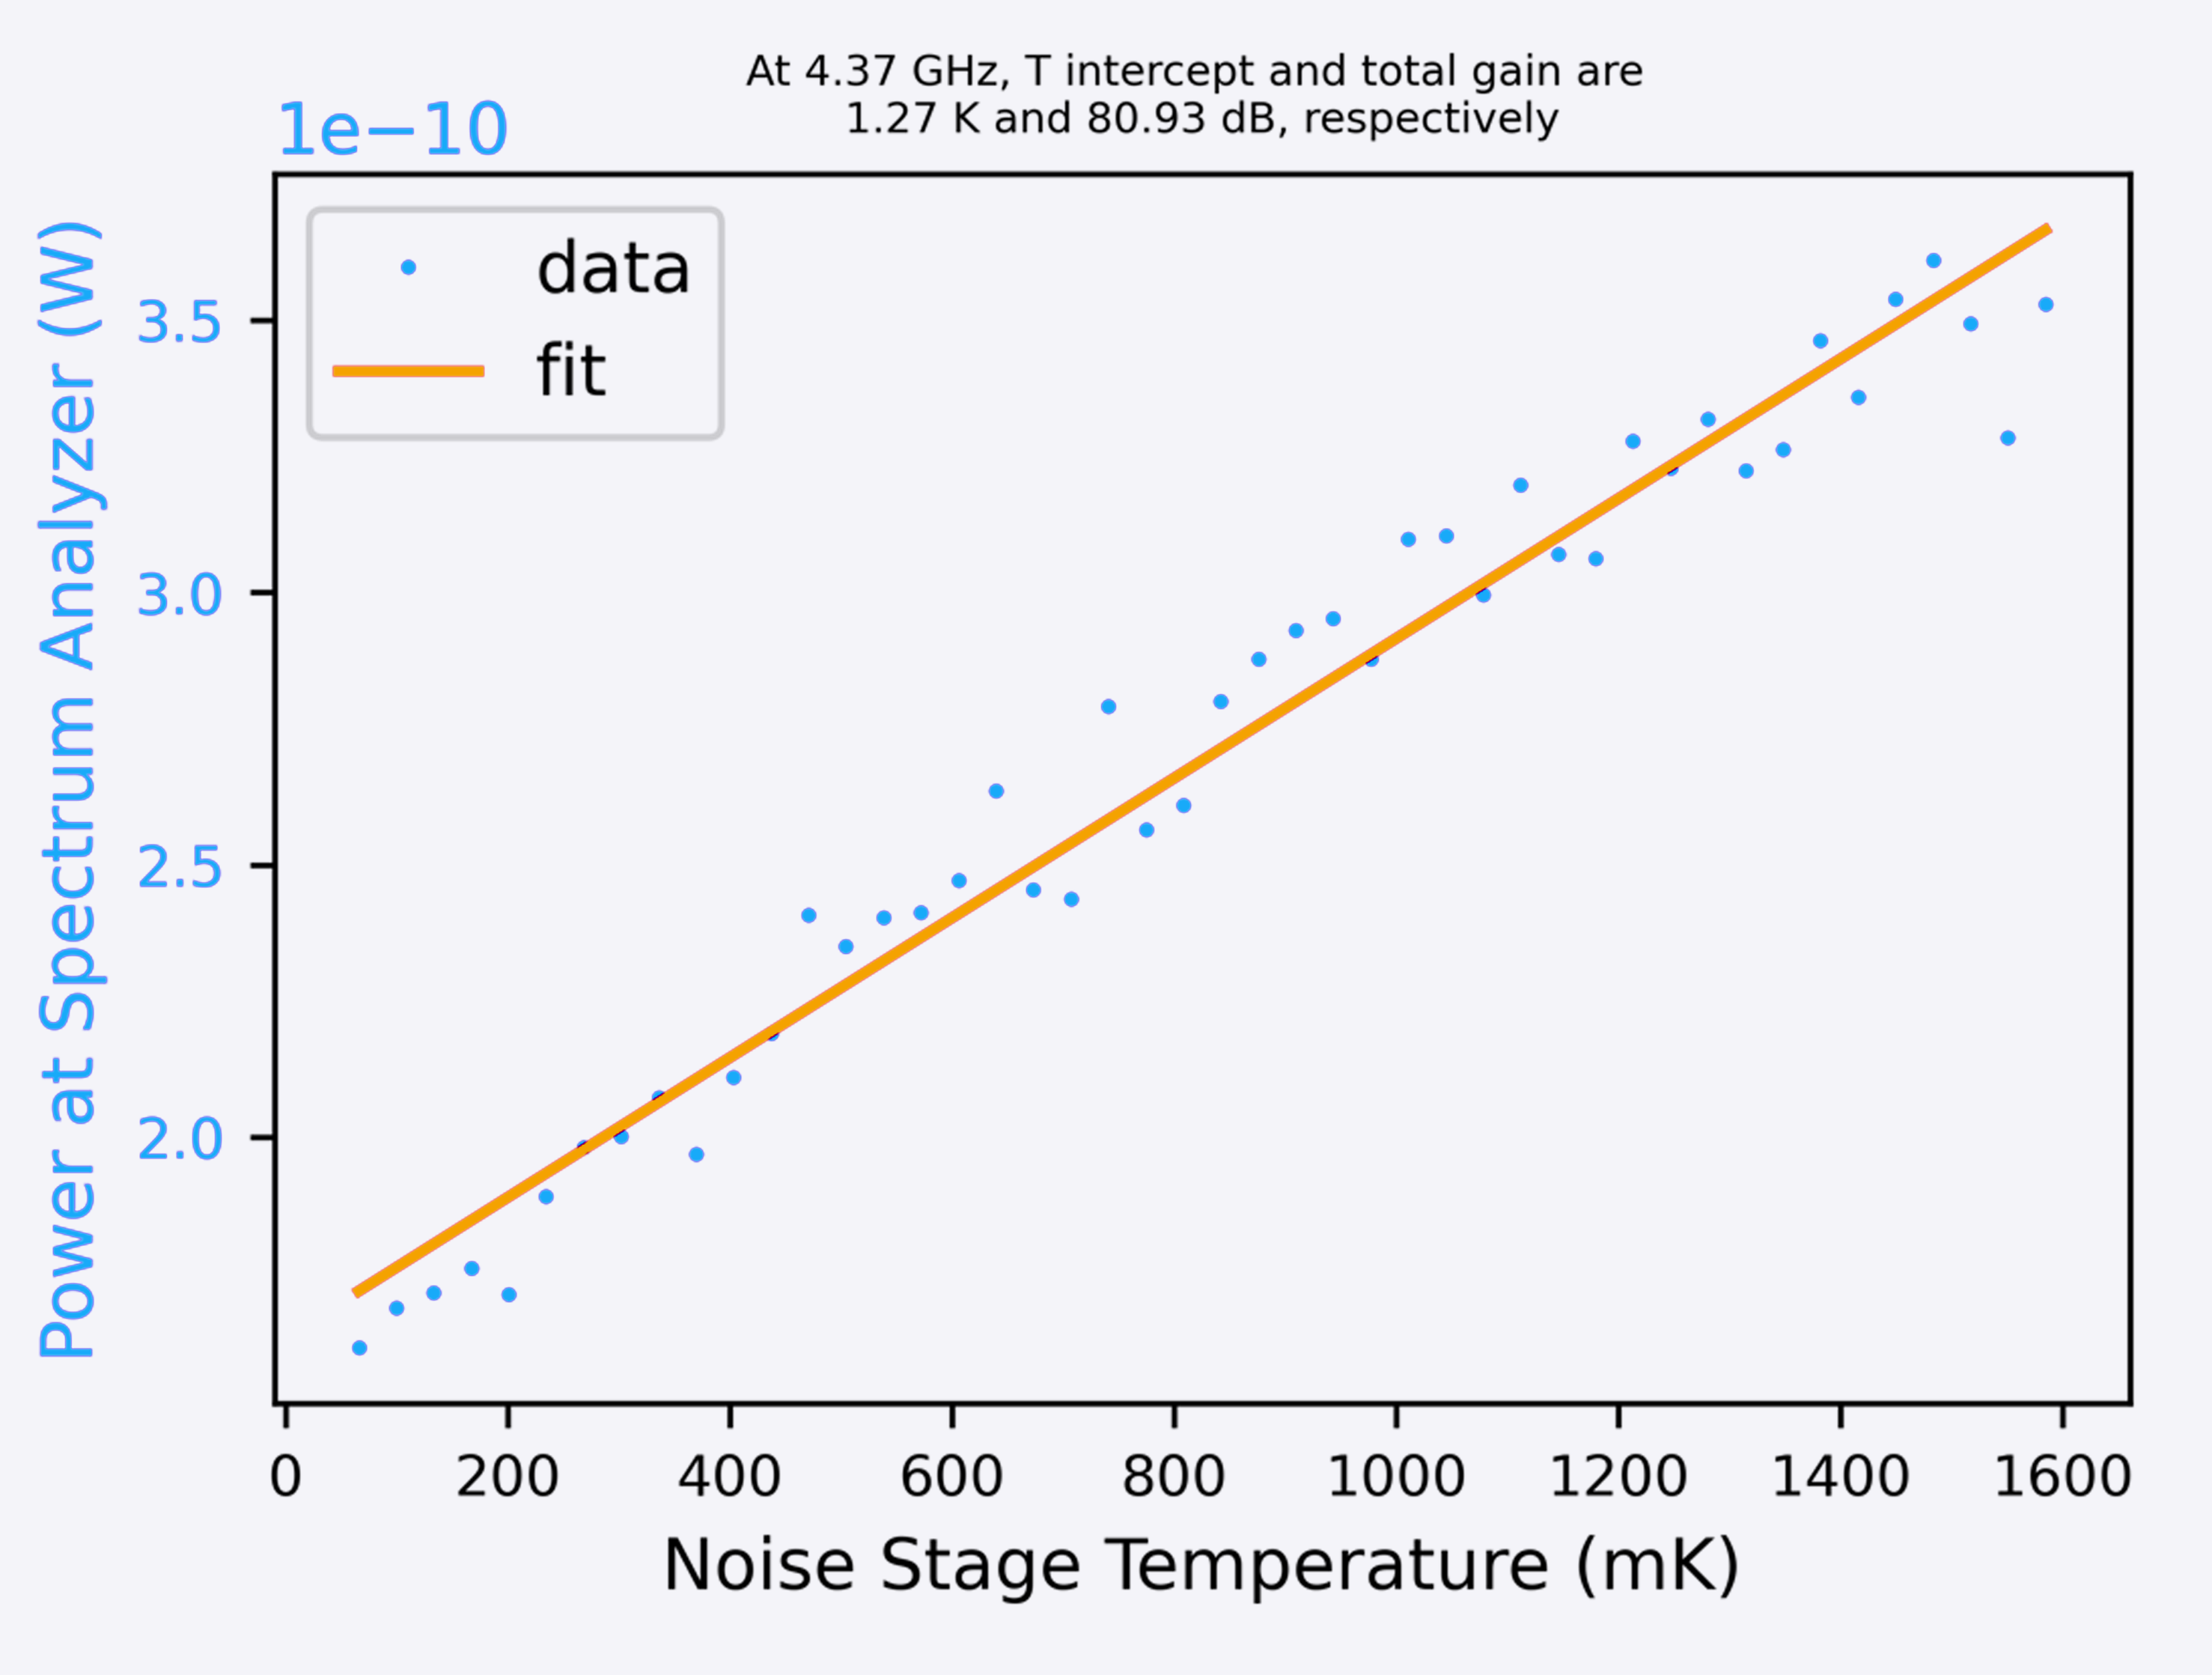 At 4.37 GHz, T intercept and total gain are
1.27 K and 80.93 dB, respectively
1e−10
data
fit
Power at Spectrum Analyzer (W)
3.5
3.0
2.5
2.0
0 200 400 600 800 1000 1200 1400 1600
Noise Stage Temperature (mK)